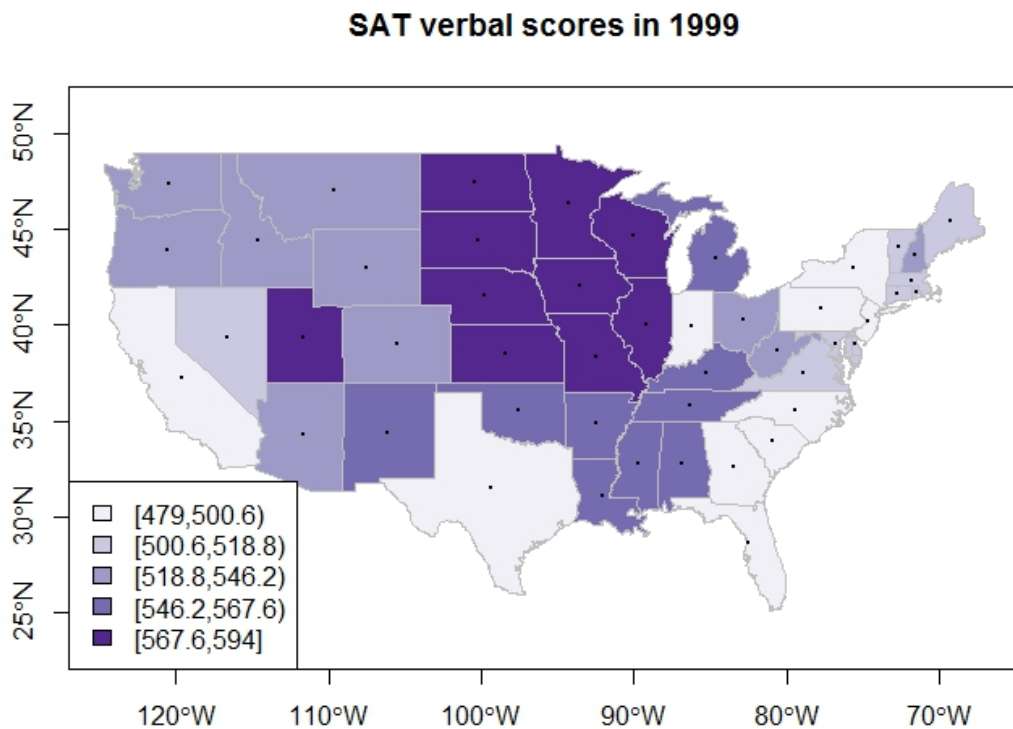 SAT verbal scores in 1999
50°N
45°N
40°N
35°N
30°N
25°N
[479,500.6)
[500.6,518.8)
[518.8,546.2)
[546.2,567.6)
[567.6,594]
120°W
110°W
100°W
90°W
80°W
70°W